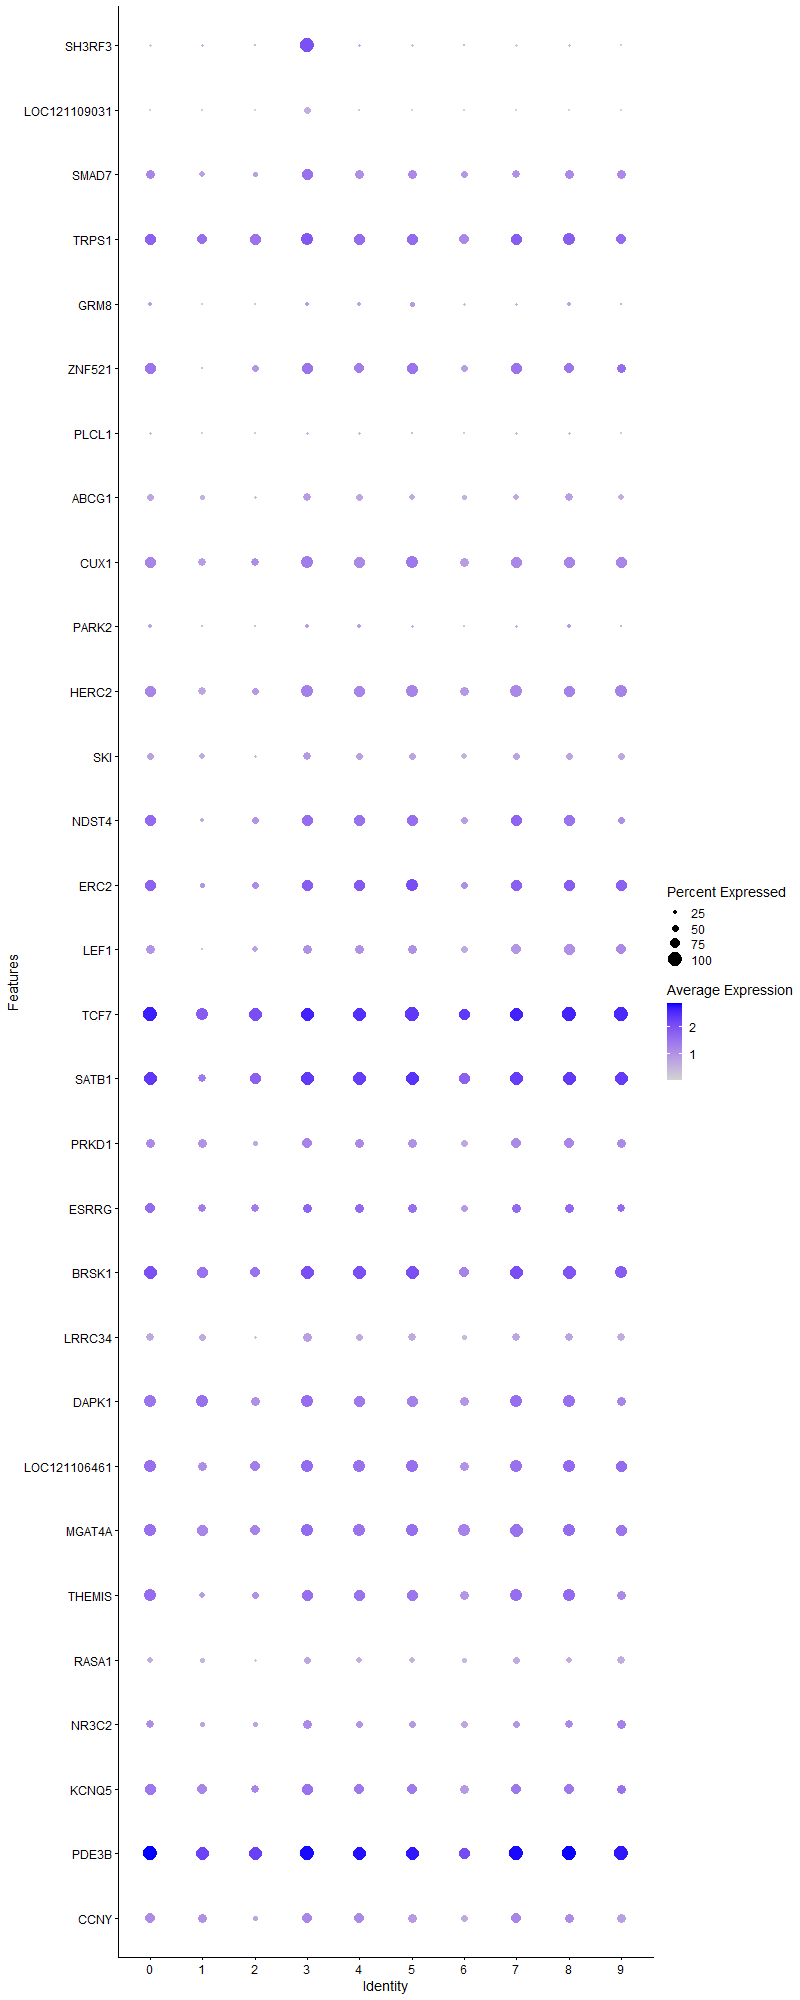 SH3RF3
LOC121109031
SMAD7
TRPS1
GRM8
ZNF521
PLCL1
ABCG1
CUX1
PARK2
HERC2
SKI
NDST4
ERC2
LEF1
TCF7
SATB1
PRKD1
ESRRG
BRSK1
LRRC34
DAPK1
LOC121106461
MGAT4A
THEMIS
RASA1
NR3C2
KCNQ5
PDE3B
CCNY
Features
0 1 2 3 4 5 6 7 8 9
Identity
Percent Expressed
25
50
75
100
Average Expression
2
1